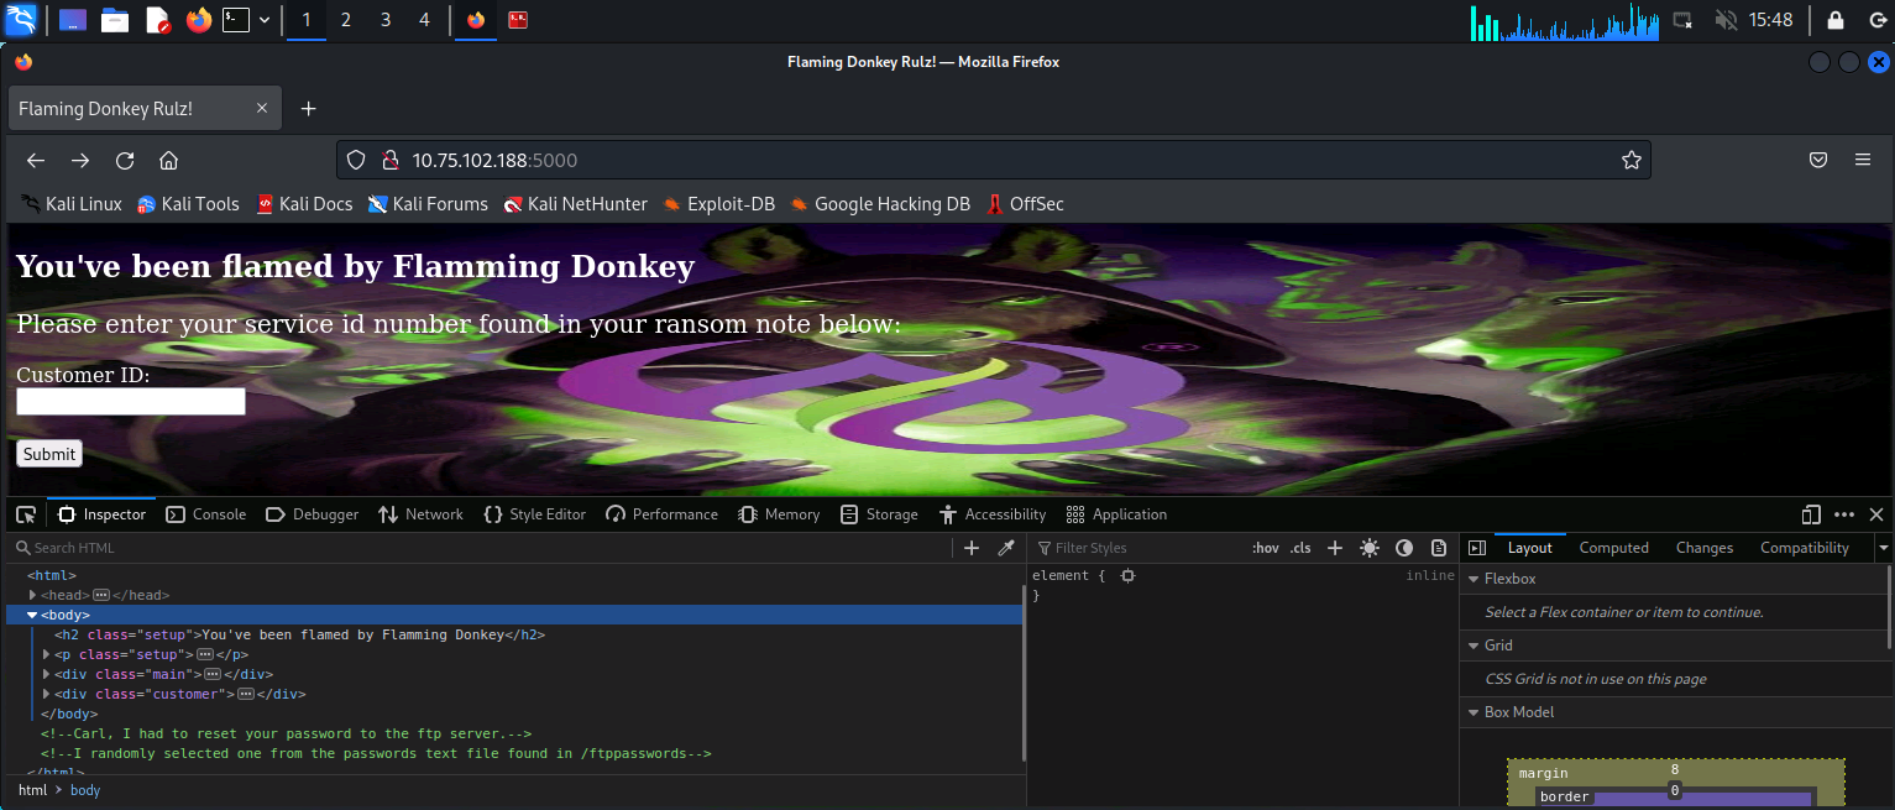 1 2 3 4 15:48
Flaming Donkey Rulz! — Mozilla Firefox
Flaming Donkey Rulz!
10.75.102.188:5000
Kali Linux Kali Tools Kali Docs Kali Forums Kali NetHunter Exploit-DB Google Hacking DB OffSec
You've been flamed by Flamming Donkey
Please enter your service id number found in your ransom note below:
Customer ID:
Submit
Inspector Console Debugger Network Style Editor Performance Memory Storage Accessibility Application
Search HTML
<html>
<head></head>
<body>
<h2 class="setup">You've been flamed by Flamming Donkey</h2>
<p class="setup"></p>
<div class="main"></div>
<div class="customer"></div>
</body>
<!--Carl, I had to reset your password to the ftp server.-->
<!--I randomly selected one from the passwords text file found in /ftppasswords-->
</html>
html > body
Filter Styles :hov .cls
element { inline
}
Layout Computed Changes Compatibility
Flexbox
Select a Flex container or item to continue.
Grid
CSS Grid is not in use on this page
Box Model
margin 8
border 0